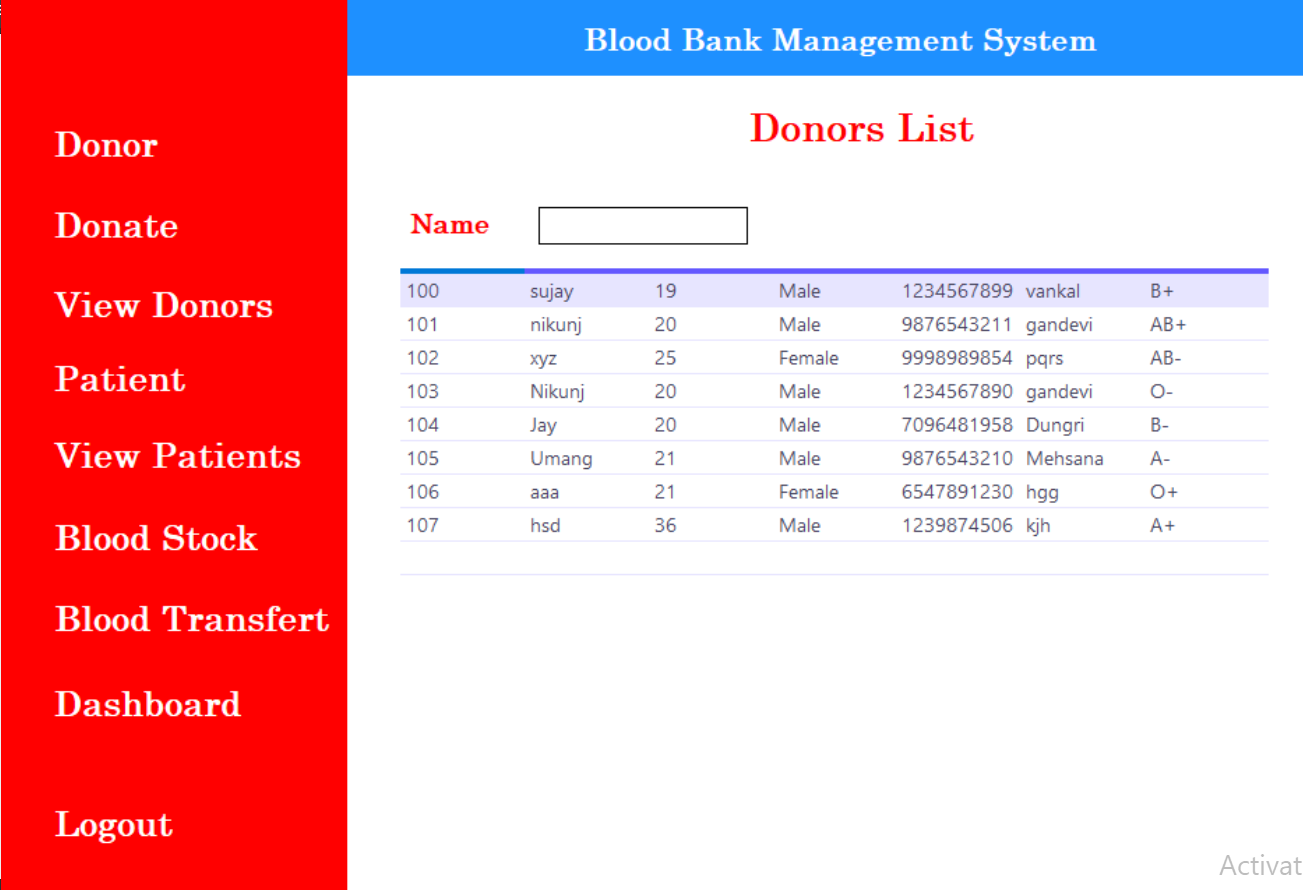 Blood Bank Management System
Donor
Donate
View Donors
Patient
View Patients
Blood Stock
Blood Transfert
Dashboard
Logout
Donors List
Name
100 sujay 19 Male 1234567899 vankal B+
101 nikunj 20 Male 9876543211 gandevi AB+
102 xyz 25 Female 9998989854 pqrs AB-
103 Nikunj 20 Male 1234567890 gandevi O-
104 Jay 20 Male 7096481958 Dungri B-
105 Umang 21 Male 9876543210 Mehsana A-
106 aaa 21 Female 6547891230 hgg O+
107 hsd 36 Male 1239874506 kjh A+
Activat